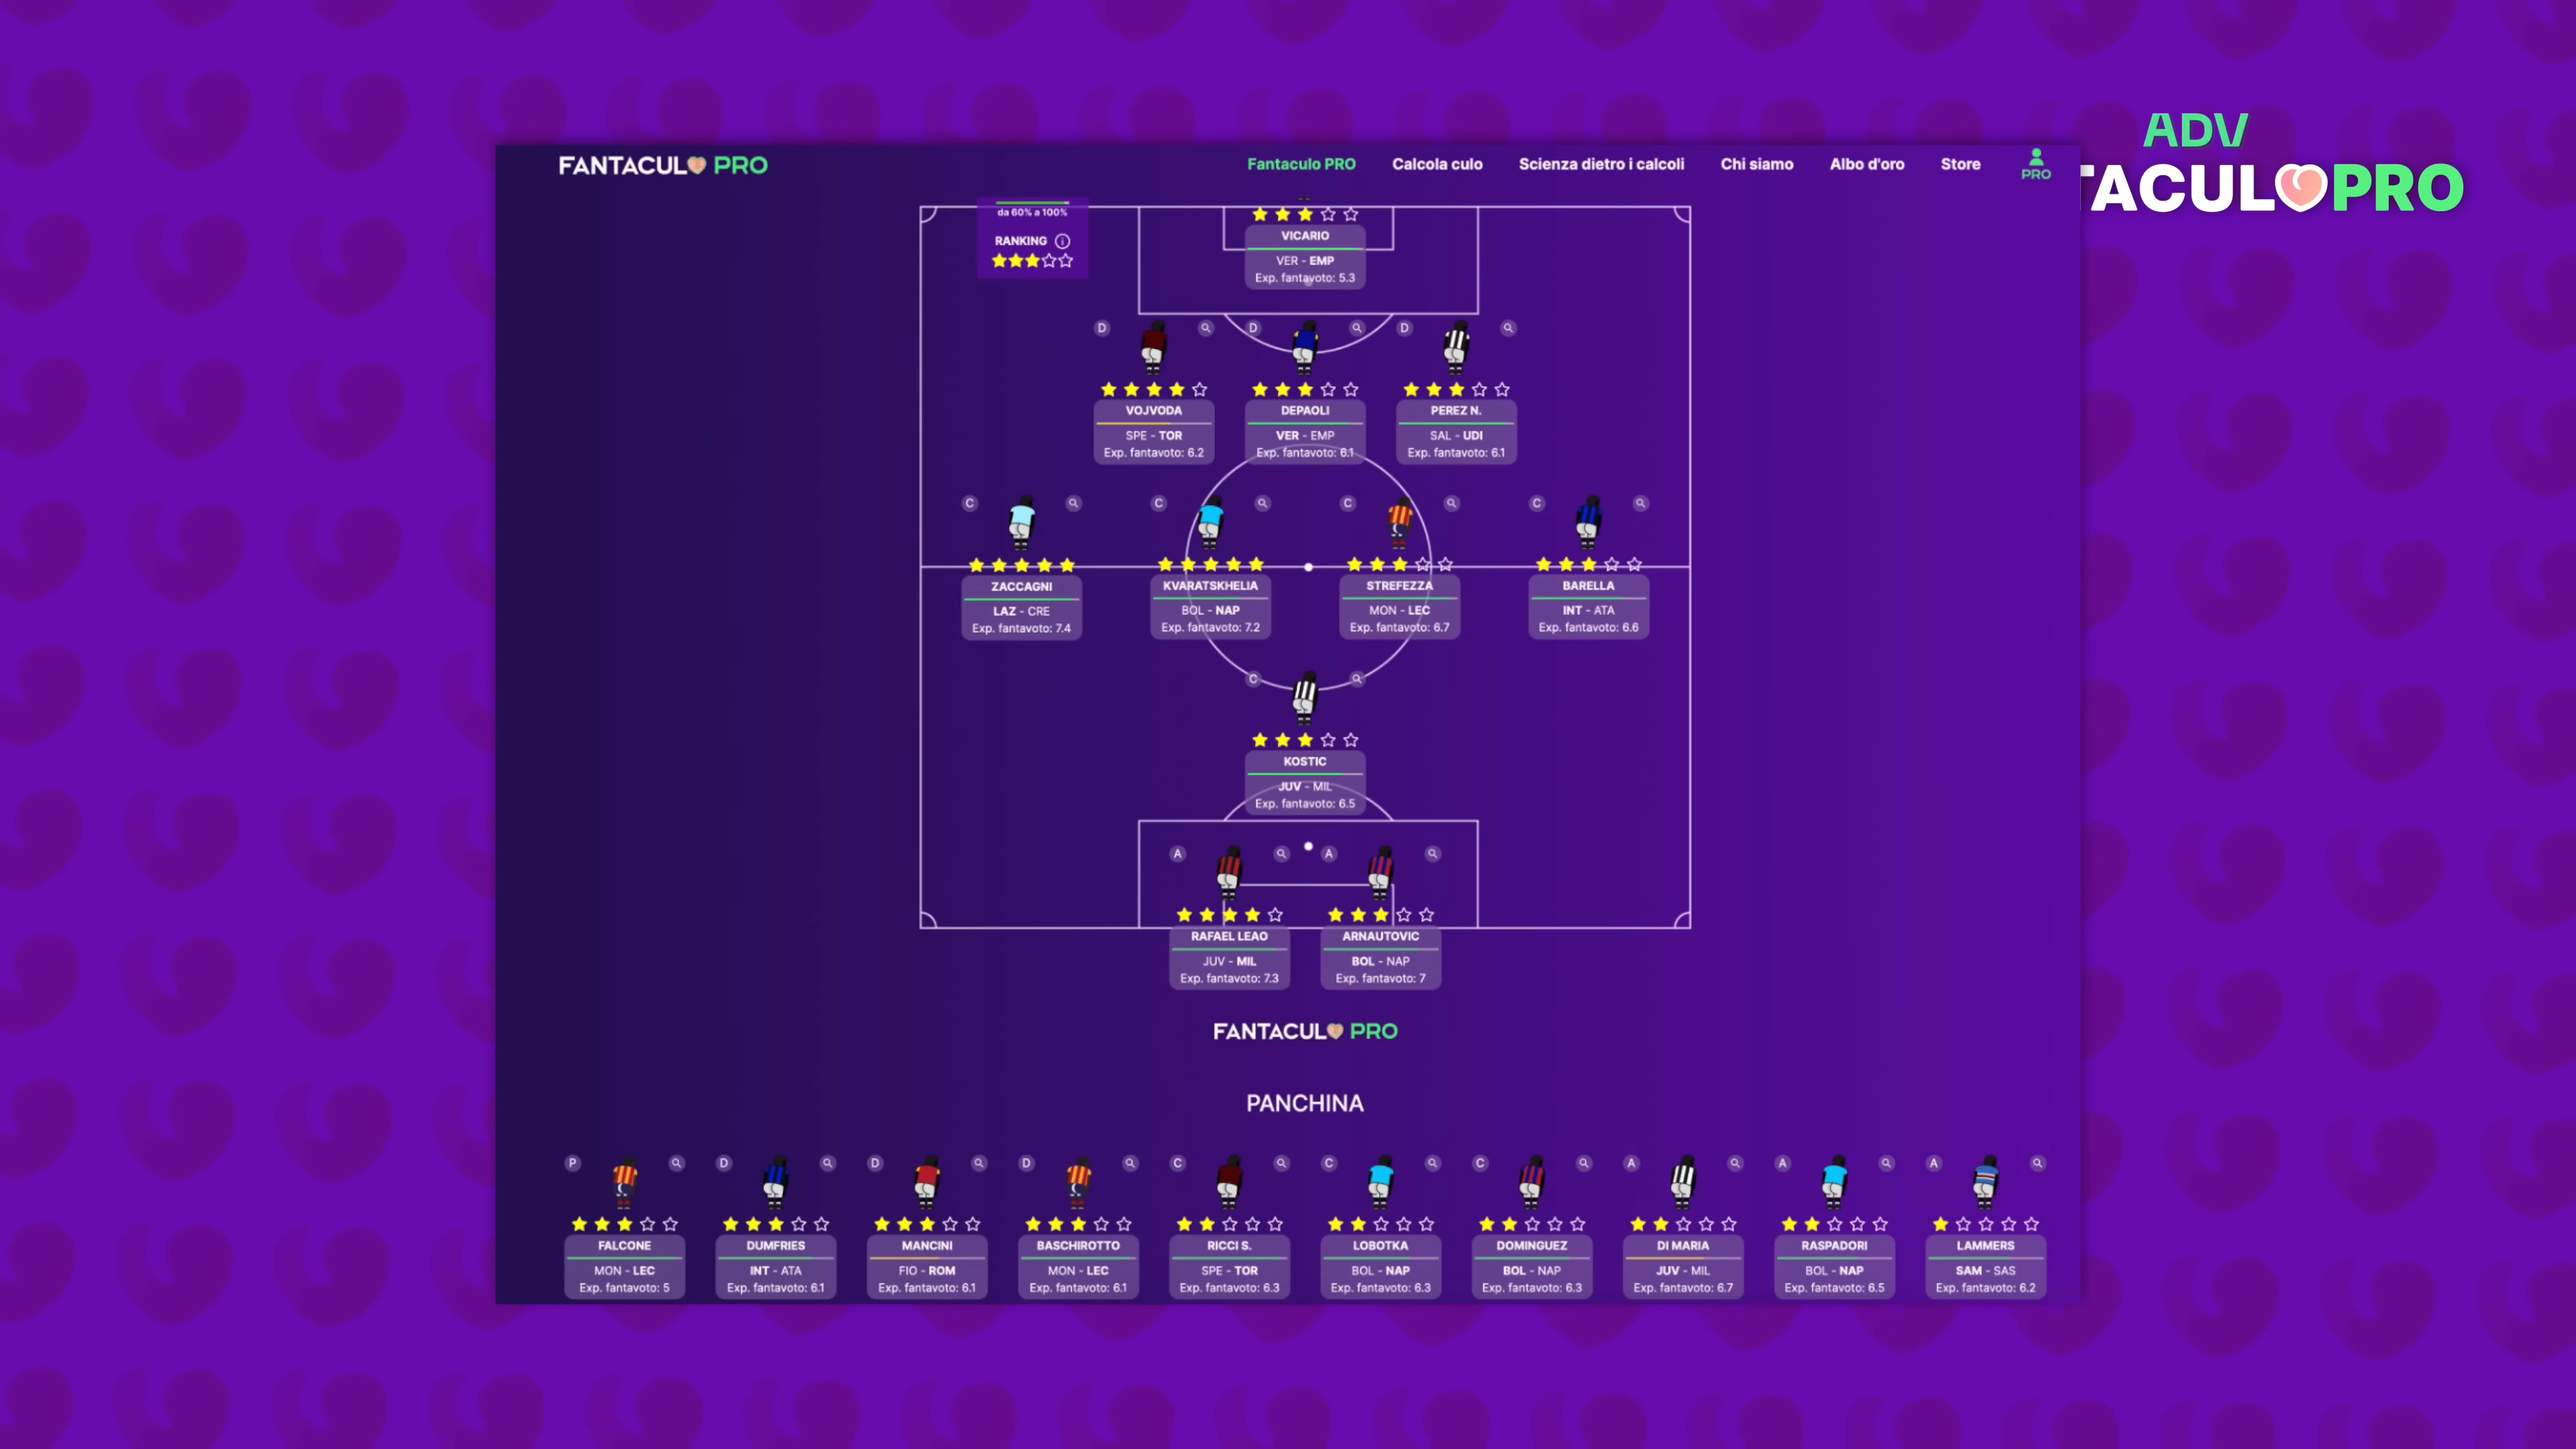 ADV
TACULO PRO
FANTACULO PRO
Fantaculo PRO
Calcola culo
Scienza dietro i calcoli
Chi siamo
Albo d'oro
Store
PRO
da 60% a 100%
RANKING i
VICARIO
VER - EMP
Exp. fantavoto: 5.3
D
VOJVODA
SPE - TOR
Exp. fantavoto: 6.2
D
DEPAOLI
VER - EMP
Exp. fantavoto: 6.1
D
PEREZ N.
SAL - UDI
Exp. fantavoto: 6.1
C
ZACCAGNI
LAZ - CRE
Exp. fantavoto: 7.4
C
KVARATSKHELIA
BOL - NAP
Exp. fantavoto: 7.2
C
STREFEZZA
MON - LEC
Exp. fantavoto: 6.7
C
BARELLA
INT - ATA
Exp. fantavoto: 6.6
C
KOSTIC
JUV - MIL
Exp. fantavoto: 6.5
A
RAFAEL LEAO
JUV - MIL
Exp. fantavoto: 7.3
A
ARNAUTOVIC
BOL - NAP
Exp. fantavoto: 7
FANTACULO PRO
PANCHINA
P
FALCONE
MON - LEC
Exp. fantavoto: 5
D
DUMFRIES
INT - ATA
Exp. fantavoto: 6.1
D
MANCINI
FIO - ROM
Exp. fantavoto: 6.1
D
BASCHIROTTO
MON - LEC
Exp. fantavoto: 6.1
C
RICCI S.
SPE - TOR
Exp. fantavoto: 6.3
C
LOBOTKA
BOL - NAP
Exp. fantavoto: 6.3
C
DOMINGUEZ
BOL - NAP
Exp. fantavoto: 6.3
A
DI MARIA
JUV - MIL
Exp. fantavoto: 6.7
A
RASPADORI
BOL - NAP
Exp. fantavoto: 6.5
A
LAMMERS
SAM - SAS
Exp. fantavoto: 6.2